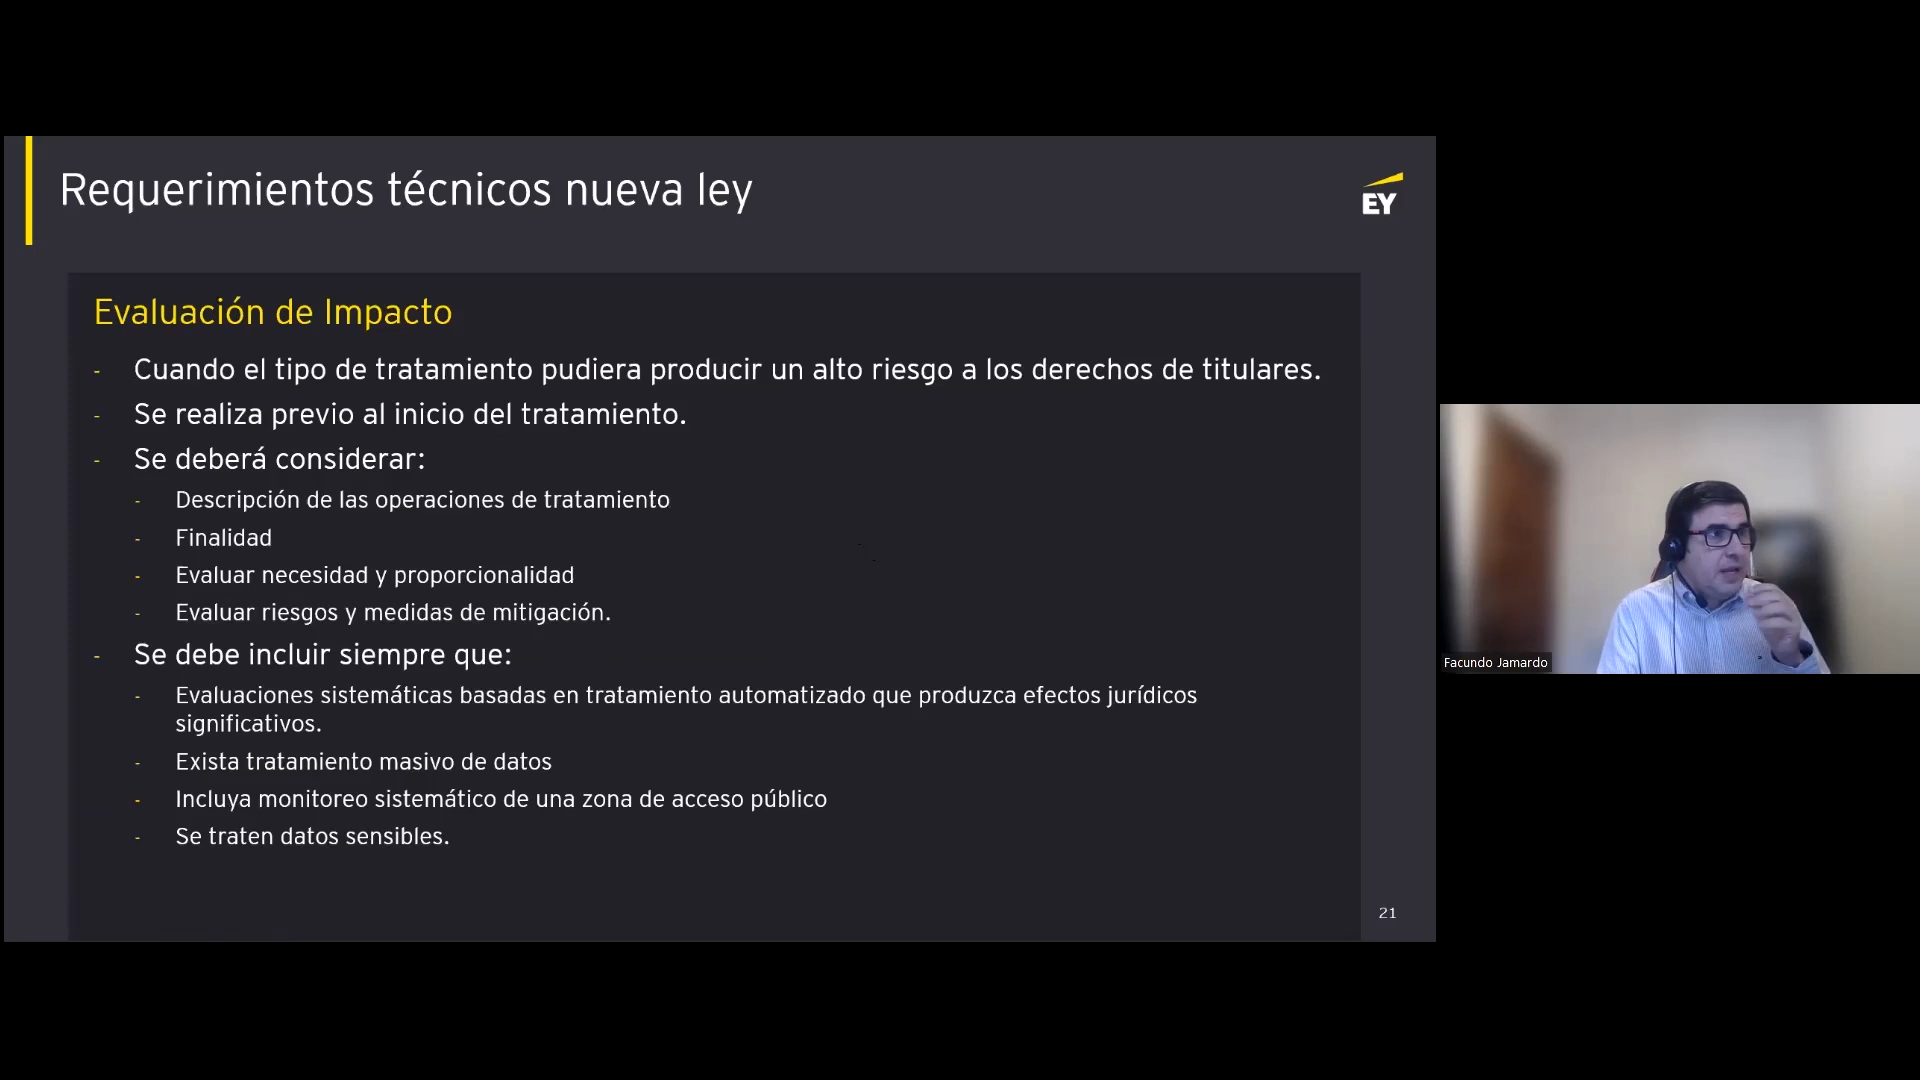 Requerimientos técnicos nueva ley
EY
Evaluación de Impacto
- Cuando el tipo de tratamiento pudiera producir un alto riesgo a los derechos de titulares.
- Se realiza previo al inicio del tratamiento.
- Se deberá considerar:
- Descripción de las operaciones de tratamiento
- Finalidad
- Evaluar necesidad y proporcionalidad
- Evaluar riesgos y medidas de mitigación.
- Se debe incluir siempre que:
- Evaluaciones sistemáticas basadas en tratamiento automatizado que produzca efectos jurídicos
significativos.
- Exista tratamiento masivo de datos
- Incluya monitoreo sistemático de una zona de acceso público
- Se traten datos sensibles.
21
Facundo Jamardo